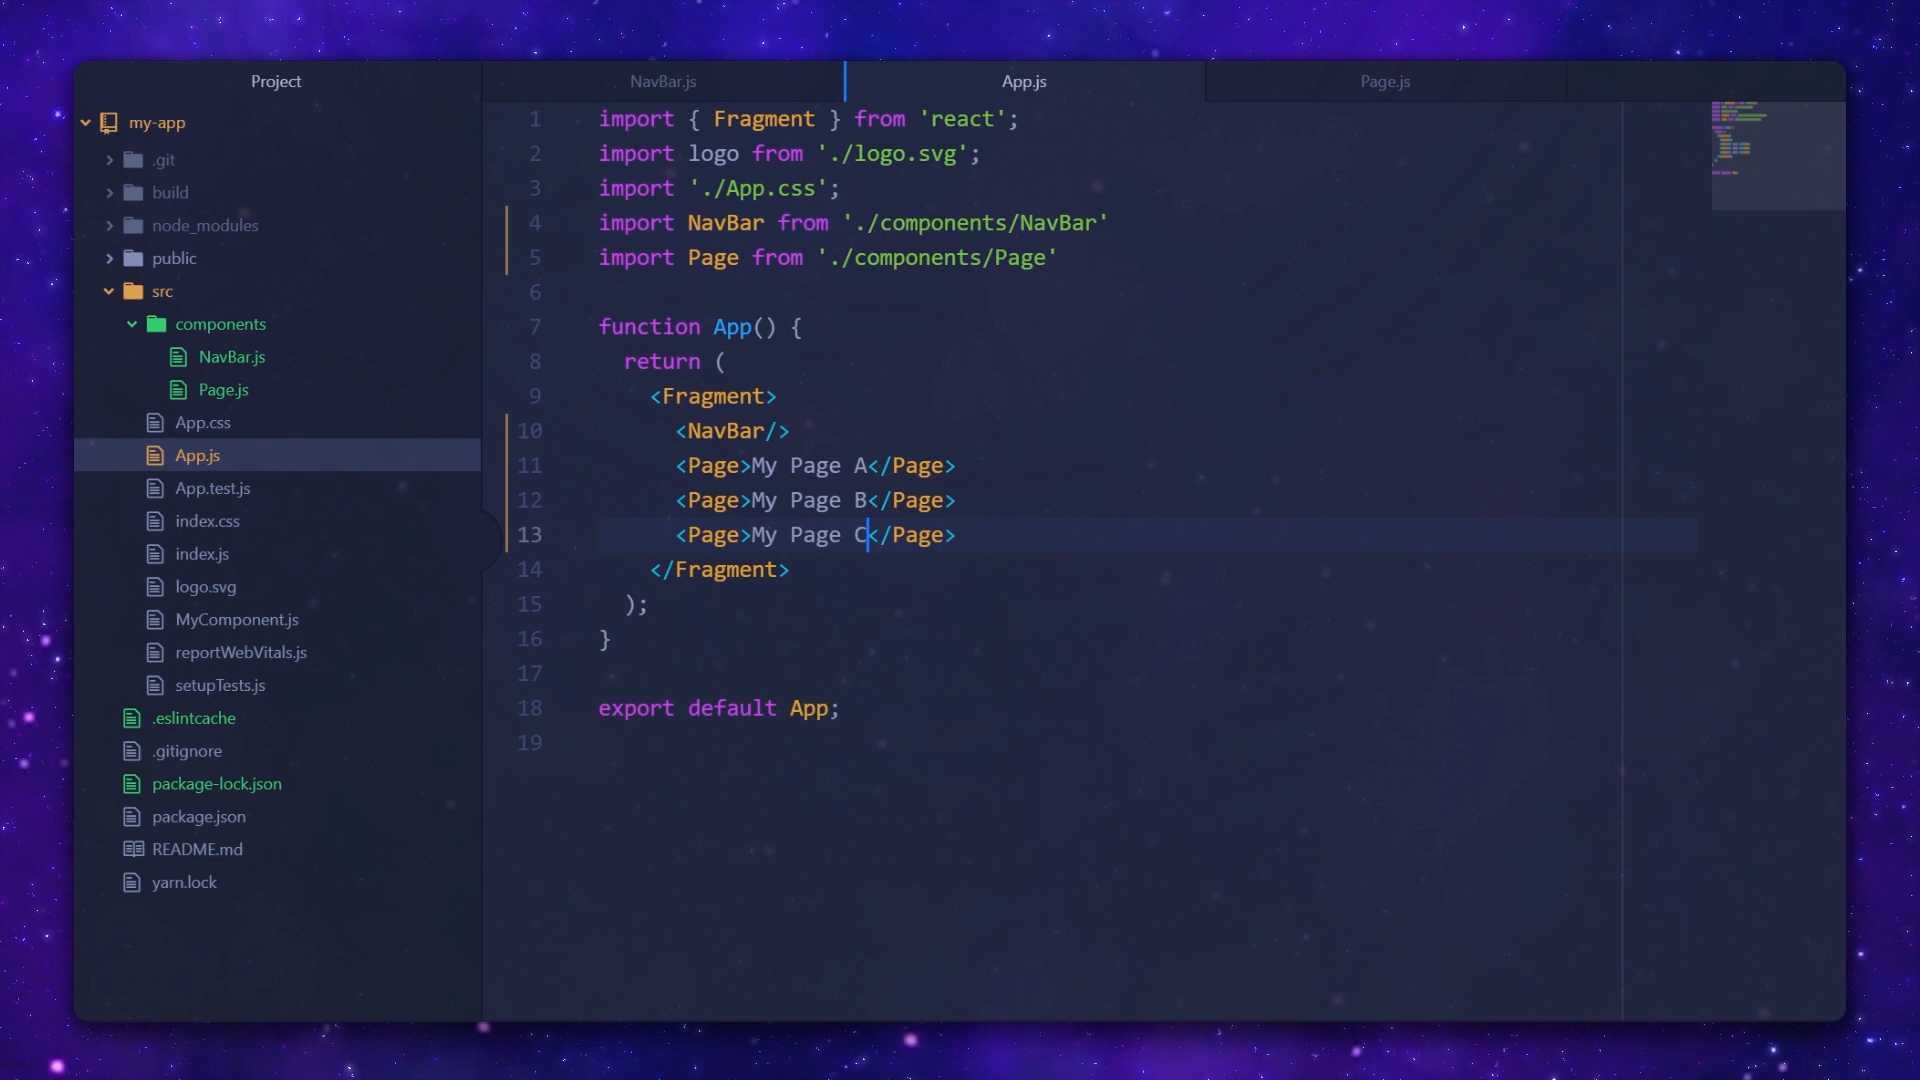 Project
my-app
.git
build
node_modules
public
src
components
NavBar.js
Page.js
App.css
App.js
App.test.js
index.css
index.js
logo.svg
MyComponent.js
reportWebVitals.js
setupTests.js
.eslintcache
.gitignore
package-lock.json
package.json
README.md
yarn.lock
NavBar.js App.js Page.js
1 import { Fragment } from 'react';
2 import logo from './logo.svg';
3 import './App.css';
4 import NavBar from './components/NavBar'
5 import Page from './components/Page'
6
7 function App() {
8 return (
9 <Fragment>
10 <NavBar/>
11 <Page>My Page A</Page>
12 <Page>My Page B</Page>
13 <Page>My Page C</Page>
14 </Fragment>
15 );
16 }
17
18 export default App;
19